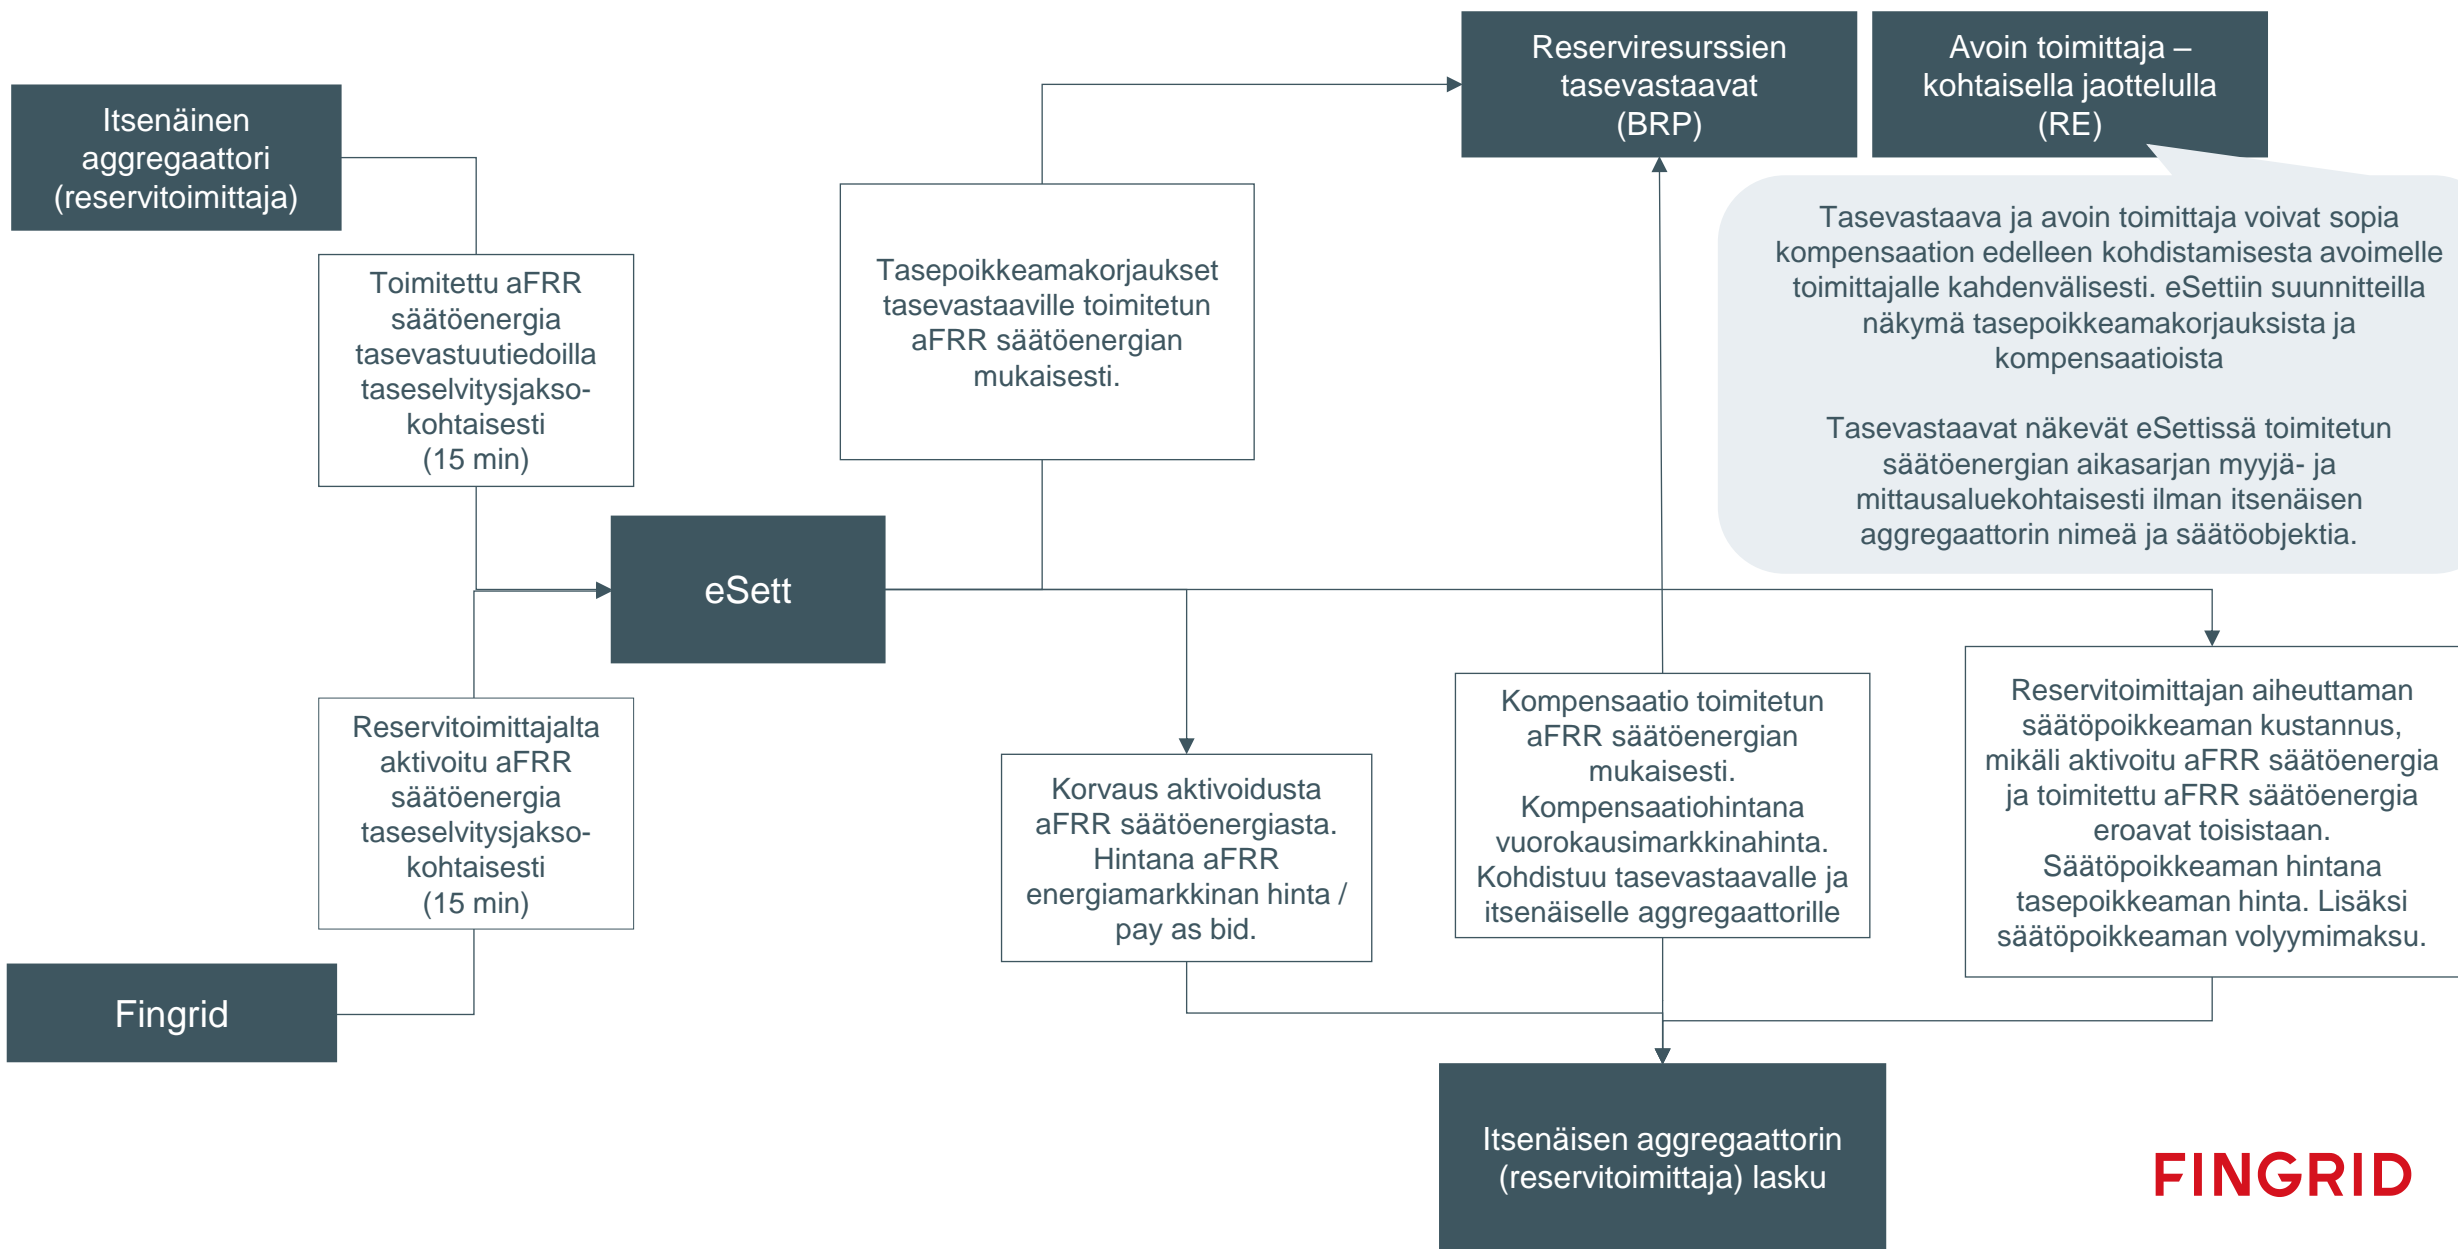 Reserviresurssien
tasevastaavat
(BRP)
Avoin toimittaja –
kohtaisella jaottelulla
(RE)
Itsenäinen
aggregaattori
(reservitoimittaja)
Tasevastaava ja avoin toimittaja voivat sopia
kompensaation edelleen kohdistamisesta avoimelle
toimittajalle kahdenvälisesti. eSettiin suunnitteilla
näkymä tasepoikkeamakorjauksista ja
kompensaatioista
Tasevastaavat näkevät eSettissä toimitetun
säätöenergian aikasarjan myyjä- ja
mittausaluekohtaisesti ilman itsenäisen
aggregaattorin nimeä ja säätöobjektia.
Toimitettu aFRR
säätöenergia
tasevastuutiedoilla
taseselvitysjakso-
kohtaisesti
(15 min)
Tasepoikkeamakorjaukset
tasevastaaville toimitetun
aFRR säätöenergian
mukaisesti.
eSett
Reservitoimittajalta
aktivoitu aFRR
säätöenergia
taseselvitysjakso-
kohtaisesti
(15 min)
Korvaus aktivoidusta
aFRR säätöenergiasta.
Hintana aFRR
energiamarkkinan hinta /
pay as bid.
Kompensaatio toimitetun
aFRR säätöenergian
mukaisesti.
Kompensaatiohintana
vuorokausimarkkinahinta.
Kohdistuu tasevastaavalle ja
itsenäiselle aggregaattorille
Reservitoimittajan aiheuttaman
säätöpoikkeaman kustannus,
mikäli aktivoitu aFRR säätöenergia
ja toimitettu aFRR säätöenergia
eroavat toisistaan.
Säätöpoikkeaman hintana
tasepoikkeaman hinta. Lisäksi
säätöpoikkeaman volyymimaksu.
Fingrid
Itsenäisen aggregaattorin
(reservitoimittaja) lasku
FINGRID